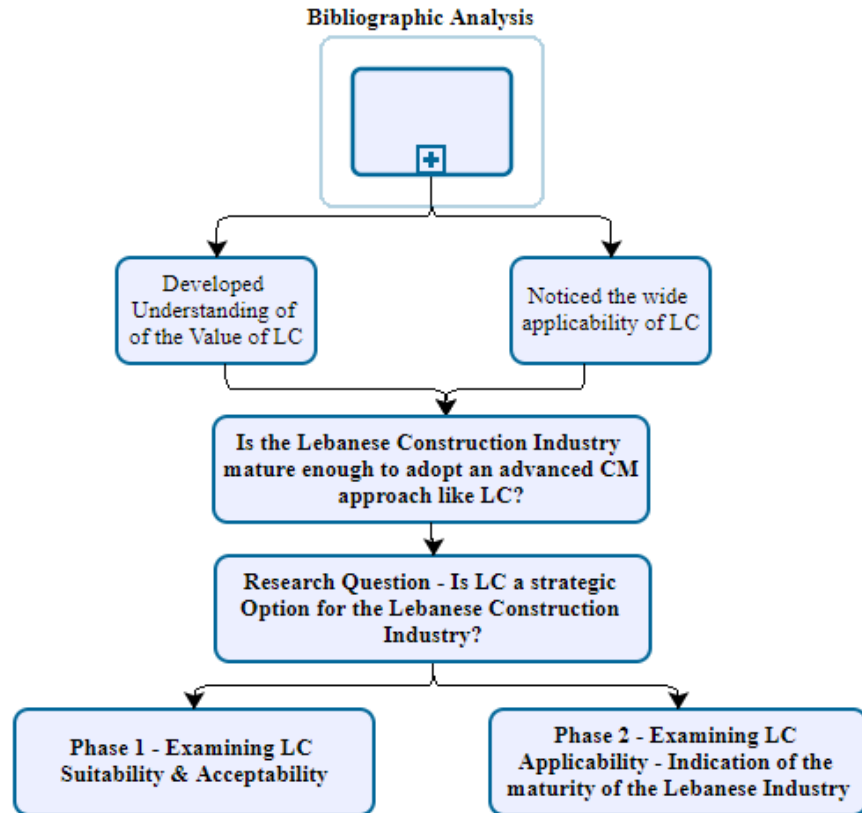 Bibliographic Analysis
Developed
Understanding of
of the Value of LC
Noticed the wide
applicability of LC
Is the Lebanese Construction Industry
mature enough to adopt an advanced CM
approach like LC?
Research Question - Is LC a strategic
Option for the Lebanese Construction
Industry?
Phase 1 - Examining LC
Suitability & Acceptability
Phase 2 - Examining LC
Applicability - Indication of the
maturity of the Lebanese Industry